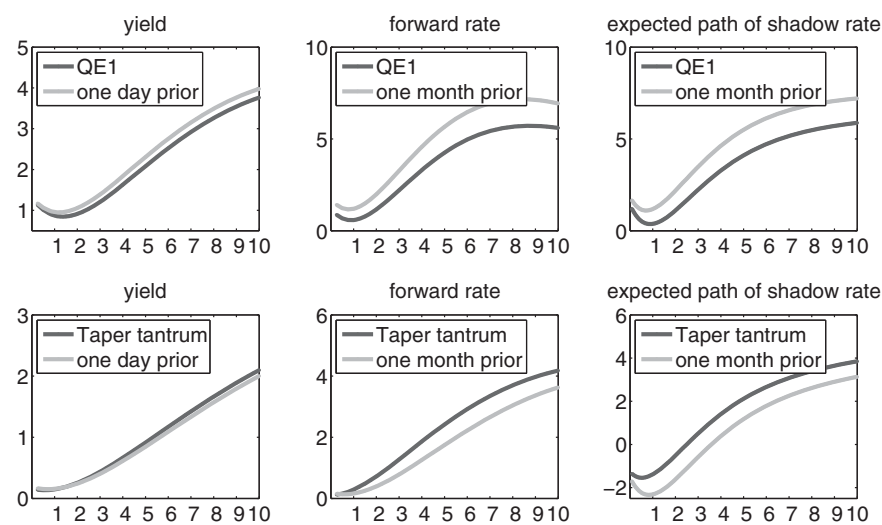 yield
5
4
3
2
1
QE1
one day prior
1 2 3 4 5 6 7 8 9 10
forward rate
10
5
0
QE1
one month prior
1 2 3 4 5 6 7 8 9 10
expected path of shadow rate
10
5
0
QE1
one month prior
1 2 3 4 5 6 7 8 9 10
yield
3
2
1
0
Taper tantrum
one day prior
1 2 3 4 5 6 7 8 9 10
forward rate
6
4
2
0
Taper tantrum
one month prior
1 2 3 4 5 6 7 8 9 10
expected path of shadow rate
6
4
2
0
−2
Taper tantrum
one month prior
1 2 3 4 5 6 7 8 9 10